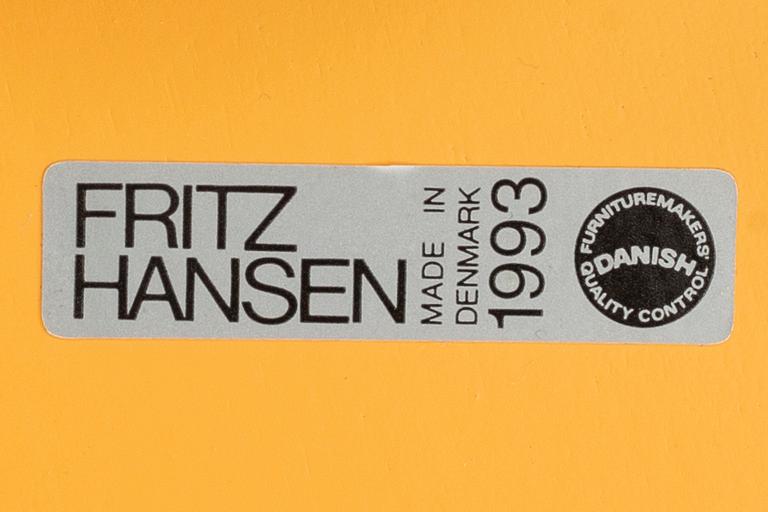 FRITZ
HANSEN
MADE IN
DENMARK
1993
FURNITUREMAKERS'
DANISH
QUALITY CONTROL